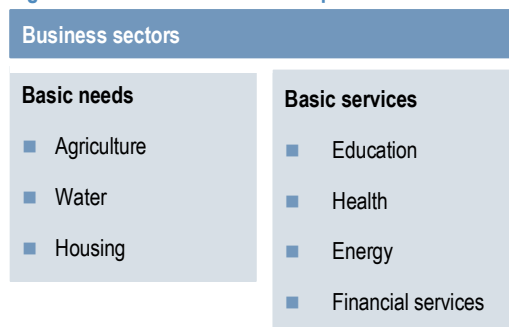 Business sectors
Basic needs
Agriculture
Water
Housing
Basic services
Education
Health
Energy
Financial services